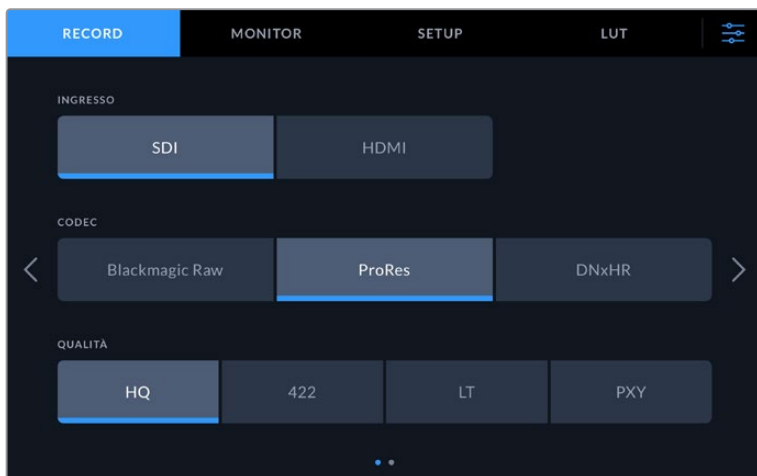 RECORD MONITOR SETUP LUT
INGRESSO
SDI HDMI
CODEC
Blackmagic Raw ProRes DNxHR
QUALITÀ
HQ 422 LT PXY